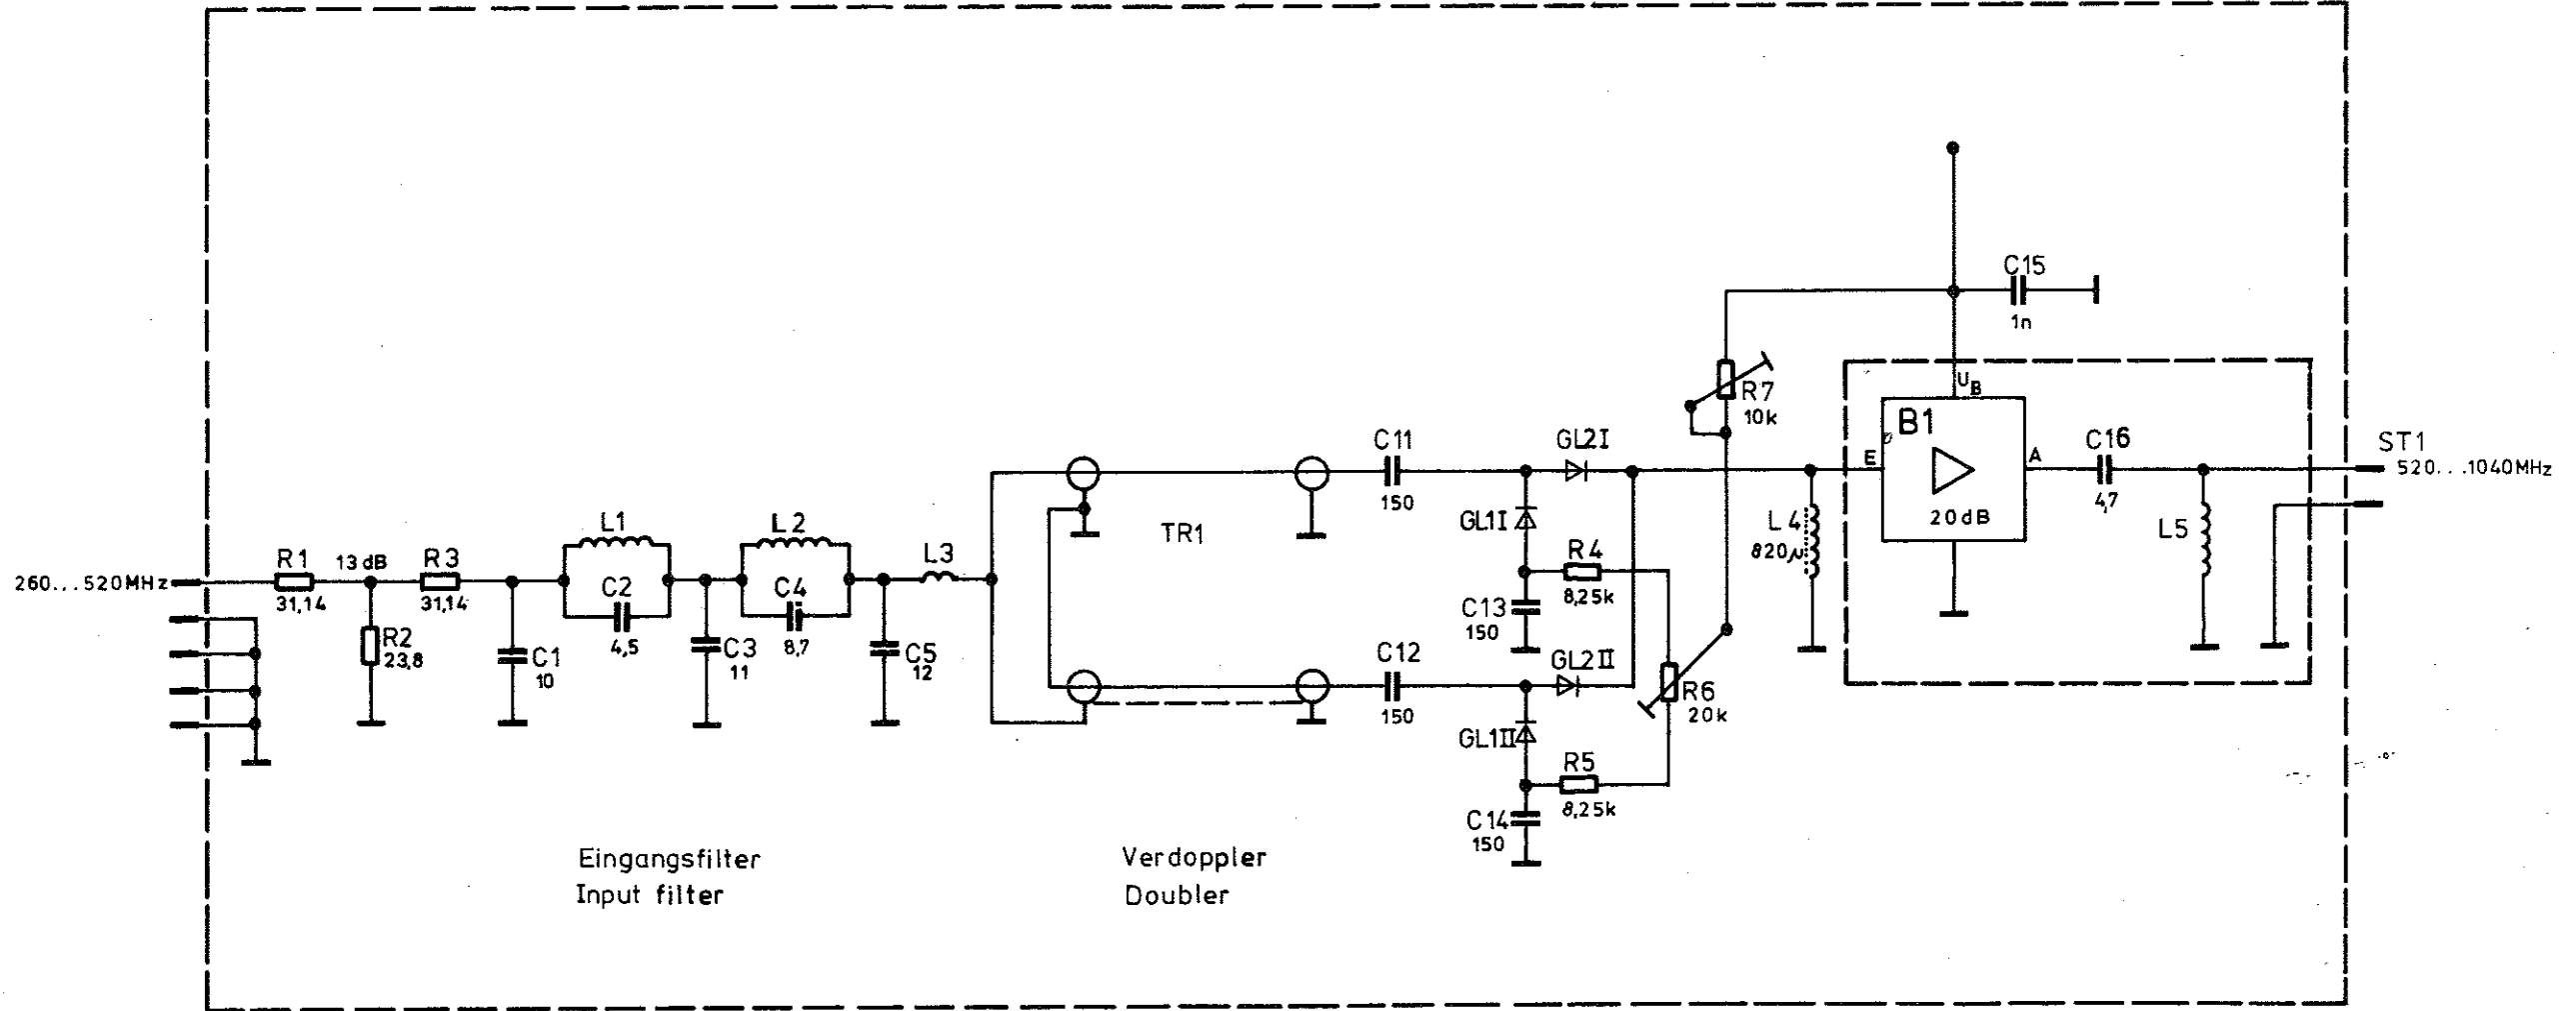 C15
1n
U_B
R7
10k
B1
E
A
20dB
C16
4,7
ST1
520...1040MHz
L5
L4
820µ
C11
150
GL2I
GL1I
R4
8,25k
C13
150
TR1
L1
L2
L3
260...520MHz
R1
31,14
13dB
R3
31,14
C2
4,5
C4
8,7
R2
23,8
C1
10
C3
11
C5
12
C12
150
GL2II
R6
20k
GL1II
R5
8,25k
C14
150
Eingangsfilter
Input filter
Verdoppler
Doubler